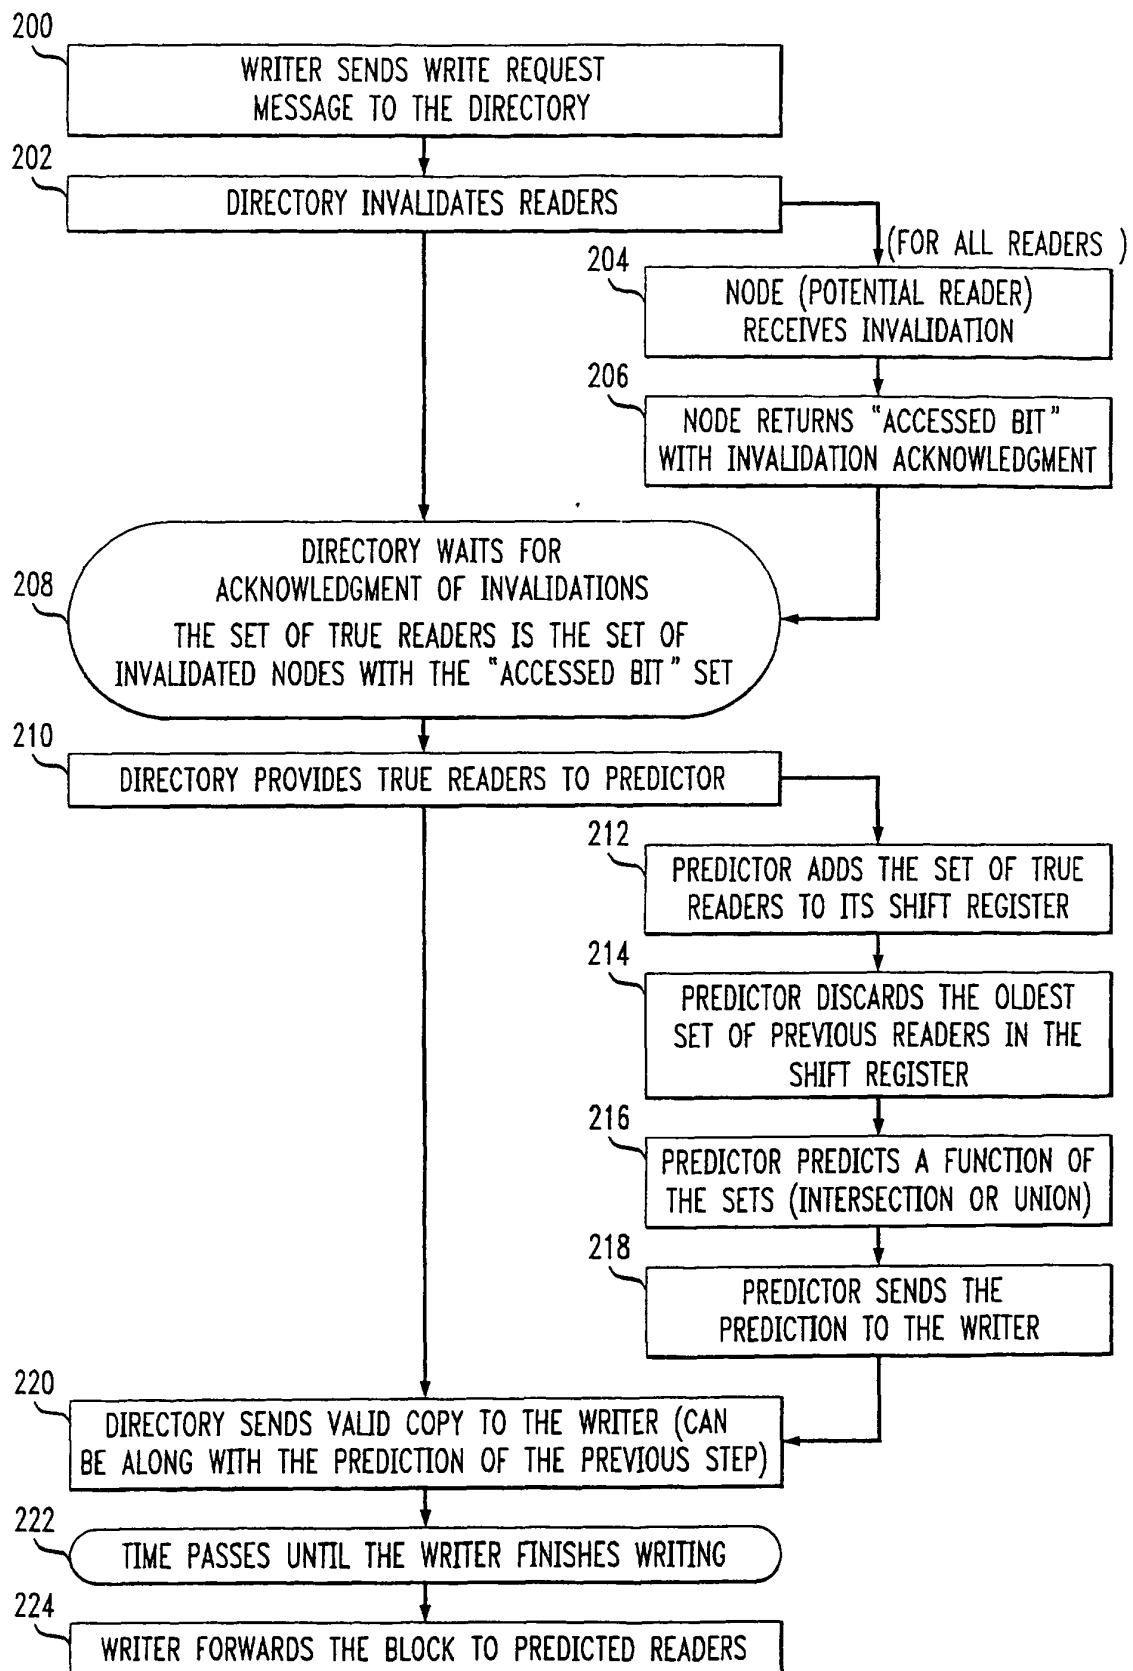 200
WRITER SENDS WRITE REQUEST
MESSAGE TO THE DIRECTORY
202
DIRECTORY INVALIDATES READERS
(FOR ALL READERS )
204
NODE (POTENTIAL READER)
RECEIVES INVALIDATION
206
NODE RETURNS "ACCESSED BIT"
WITH INVALIDATION ACKNOWLEDGMENT
208
DIRECTORY WAITS FOR
ACKNOWLEDGMENT OF INVALIDATIONS
THE SET OF TRUE READERS IS THE SET OF
INVALIDATED NODES WITH THE "ACCESSED BIT" SET
210
DIRECTORY PROVIDES TRUE READERS TO PREDICTOR
212
PREDICTOR ADDS THE SET OF TRUE
READERS TO ITS SHIFT REGISTER
214
PREDICTOR DISCARDS THE OLDEST
SET OF PREVIOUS READERS IN THE
SHIFT REGISTER
216
PREDICTOR PREDICTS A FUNCTION OF
THE SETS (INTERSECTION OR UNION)
218
PREDICTOR SENDS THE
PREDICTION TO THE WRITER
220
DIRECTORY SENDS VALID COPY TO THE WRITER (CAN
BE ALONG WITH THE PREDICTION OF THE PREVIOUS STEP)
222
TIME PASSES UNTIL THE WRITER FINISHES WRITING
224
WRITER FORWARDS THE BLOCK TO PREDICTED READERS